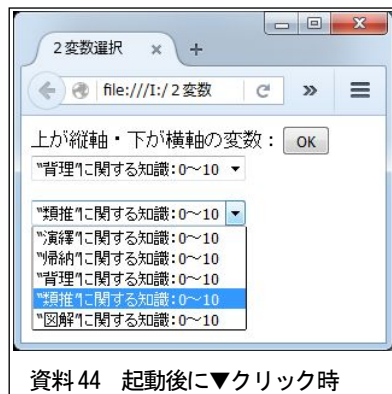 2変数選択 × +
file:///I:/2変数
上が縦軸・下が横軸の変数： OK
"背理"に関する知識:0～10
"類推"に関する知識:0～10
"演繹"に関する知識:0～10
"帰納"に関する知識:0～10
"背理"に関する知識:0～10
"類推"に関する知識:0～10
"図解"に関する知識:0～10
資料44 起動後に▼クリック時